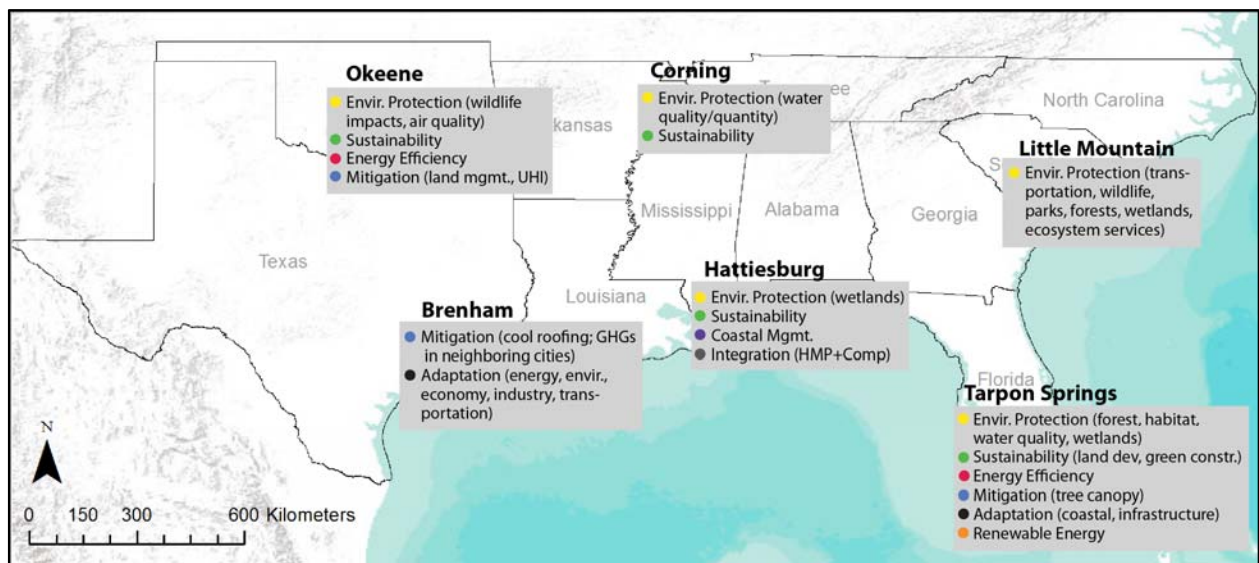 Okeene
Envir. Protection (wildlife
impacts, air quality)
Sustainability
Energy Efficiency
Mitigation (land mgmt., UHI)
Corning
Envir. Protection (water
quality/quantity)
Sustainability
North Carolina
Little Mountain
Envir. Protection (trans-
portation, wildlife,
parks, forests, wetlands,
ecosystem services)
Mississippi
Alabama
Georgia
Texas
Louisiana
Hattiesburg
Envir. Protection (wetlands)
Sustainability
Coastal Mgmt.
Integration (HMP+Comp)
Brenham
Mitigation (cool roofing; GHGs
in neighboring cities)
Adaptation (energy, envir.,
economy, industry, trans-
portation)
Florida
Tarpon Springs
Envir. Protection (forest, habitat,
water quality, wetlands)
Sustainability (land dev, green constr.)
Energy Efficiency
Mitigation (tree canopy)
Adaptation (coastal, infrastructure)
Renewable Energy
N
0 150 300 600 Kilometers